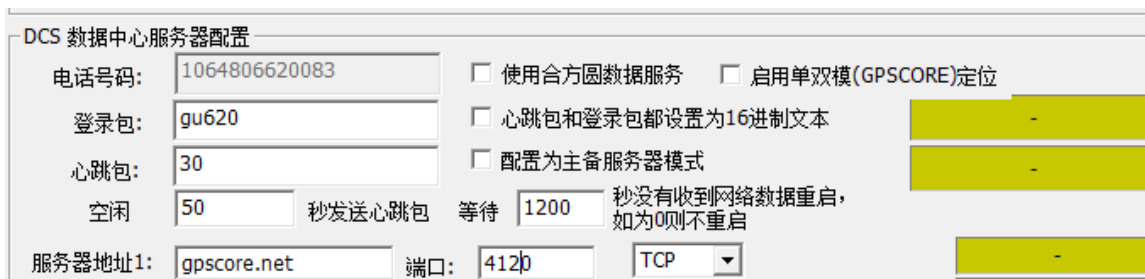 DCS 数据中心服务器配置
电话号码: 1064806620083 使用合方圆数据服务 启用单双模(GPSCORE)定位
登录包: gu620 心跳包和登录包都设置为16进制文本 -
心跳包: 30 配置为主备服务器模式 -
空闲 50 秒发送心跳包 等待 1200 秒没有收到网络数据重启，
如为0则不重启
服务器地址1: gpscore.net 端口: 4120 TCP -